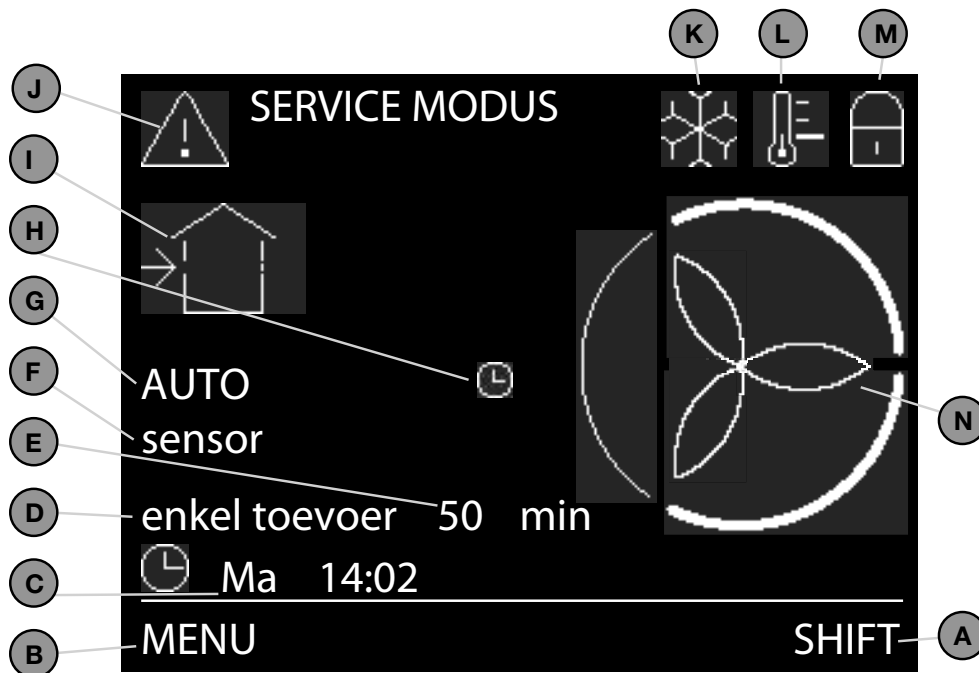 K L M
J SERVICE MODUS
I
H
G AUTO
F sensor
E
D enkel toevoer 50 min
C Ma 14:02
B MENU SHIFT A
N